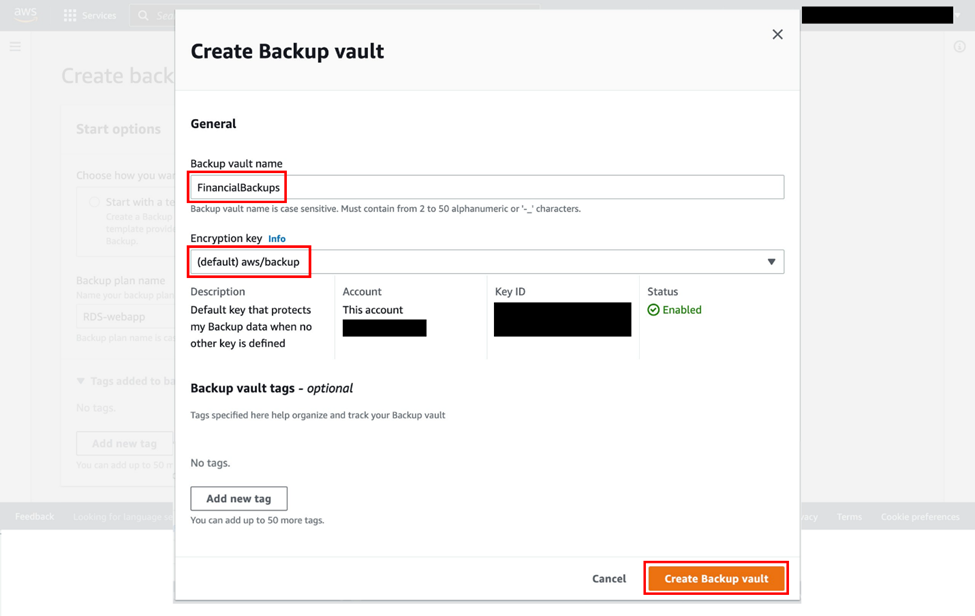 aws
Services
Create Backup vault
Create back
General
Start options
Backup vault name
Choose how you wan
FinancialBackups
Start with a te
Backup vault name is case sensitive. Must contain from 2 to 50 alphanumeric or '-_' characters.
Create a Backup
template provide
Backup.
Encryption key Info
(default) aws/backup
Backup plan name
Name your backup plan
RDS-webapp
Backup plan name is ca
Description
Account
Key ID
Status
Default key that protects
my Backup data when no
other key is defined
This account
Enabled
Tags added to ba
No tags.
Add new tag
You can add up to 50 m
Backup vault tags - optional
Tags specified here help organize and track your Backup vault
No tags.
Add new tag
You can add up to 50 more tags.
Feedback
Looking for language se
vacy
Terms
Cookie preferences
Cancel
Create Backup vault